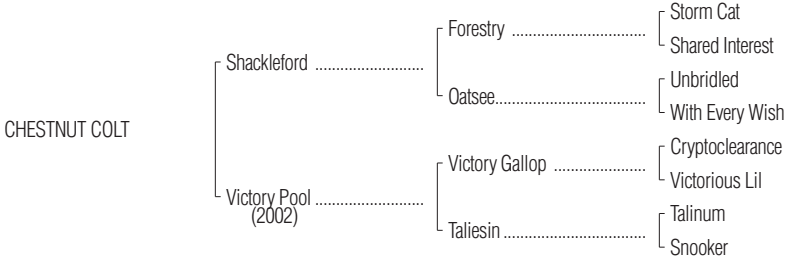 Storm Cat
Forestry ..............................
Shared Interest
Shackleford ........................
Unbridled
Oatsee.................................
With Every Wish
CHESTNUT COLT
Cryptoclearance
Victory Gallop ....................
Victorious Lil
Victory Pool ........................
(2002)
Talinum
Taliesin ...............................
Snooker